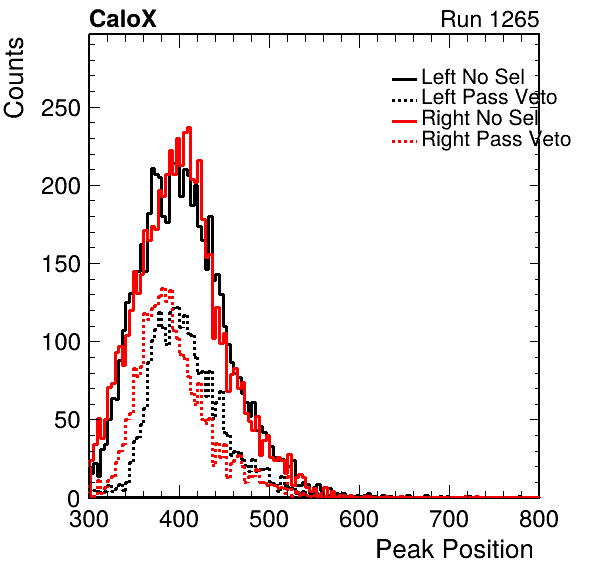 CaloX Run 1265
Counts
Left No Sel
Left Pass Veto
Right No Sel
Right Pass Veto
250
200
150
100
50
0
300 400 500 600 700 800
Peak Position